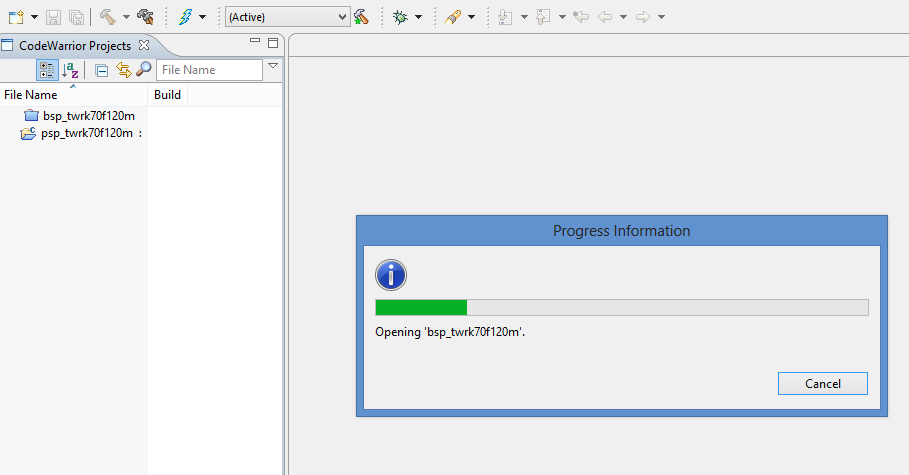 (Active)
CodeWarrior Projects
File Name
File Name Build
bsp_twrk70f120m
psp_twrk70f120m :
Progress Information
Opening 'bsp_twrk70f120m'.
Cancel